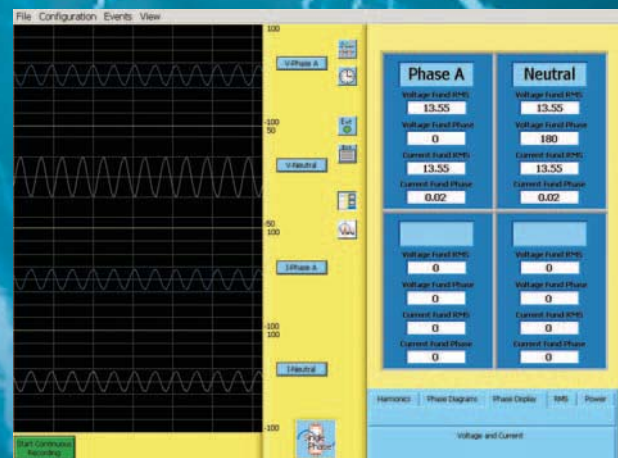 File Configuration Events View
100
V-Phase A
-100
50
V-Neutral
-50
100
I-Phase A
-100
100
I-Neutral
-100
Start Continuous
Recording
Single
Phase
Phase A
Voltage Fund RMS
13.55
Voltage Fund Phase
0
Current Fund RMS
13.55
Current Fund Phase
0.02
Neutral
Voltage Fund RMS
13.55
Voltage Fund Phase
180
Current Fund RMS
13.55
Current Fund Phase
0.02
Voltage Fund RMS
0
Voltage Fund Phase
0
Current Fund RMS
0
Current Fund Phase
0
Voltage Fund RMS
0
Voltage Fund Phase
0
Current Fund RMS
0
Current Fund Phase
0
Harmonics Phase Diagrams Phase Display RMS Power
Voltage and Current